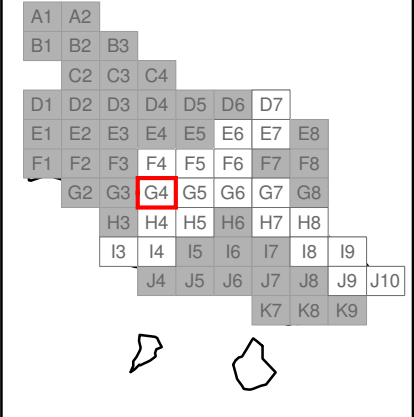 A1 A2
B1 B2 B3
C2 C3 C4
D1 D2 D3 D4 D5 D6 D7
E1 E2 E3 E4 E5 E6 E7 E8
F1 F2 F3 F4 F5 F6 F7 F8
G2 G3 G4 G5 G6 G7 G8
H3 H4 H5 H6 H7 H8
I3 I4 I5 I6 I7 I8 I9
J4 J5 J6 J7 J8 J9 J10
K7 K8 K9